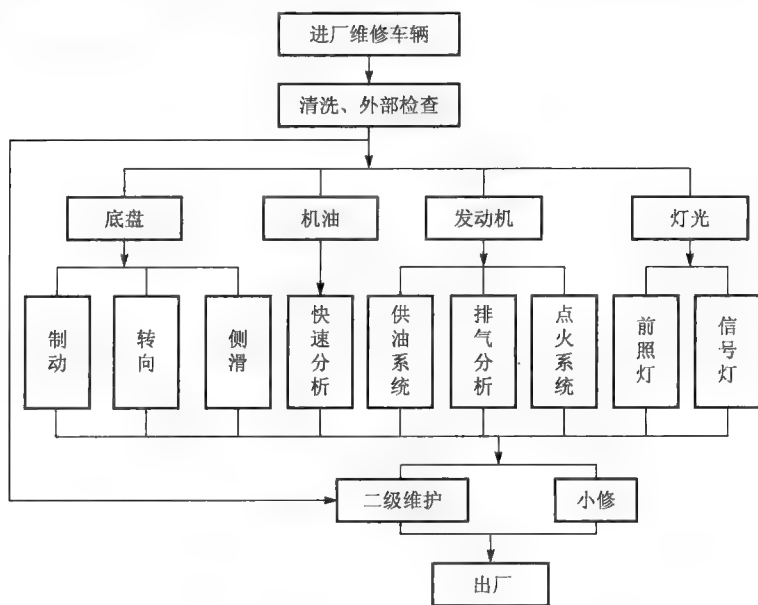 进厂维修车辆
清洗、外部检查
底盘
机油
发动机
灯光
制动
转向
侧滑
快速分析
供油系统
排气分析
点火系统
前照灯
信号灯
二级维护
小修
出厂